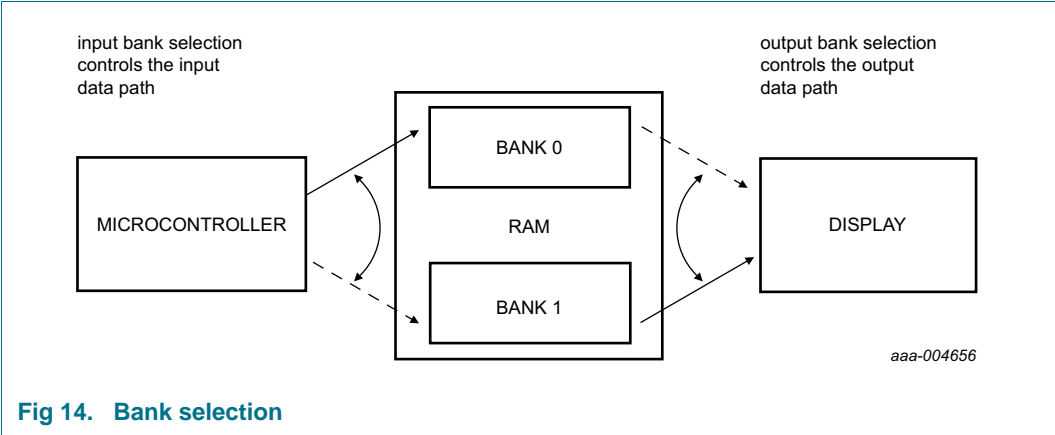 input bank selection
controls the input
data path
output bank selection
controls the output
data path
MICROCONTROLLER
BANK 0
RAM
BANK 1
DISPLAY
aaa-004656
Fig 14. Bank selection